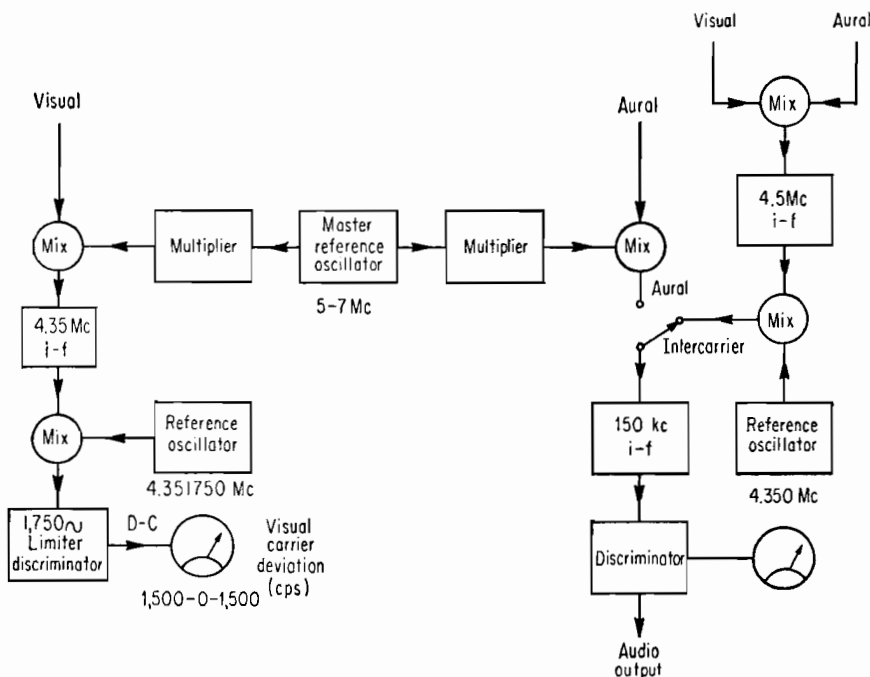 Visual
Aural
Mix
4.5Mc
i-f
Visual
Aural
Mix
Multiplier
Master
reference
oscillator
5-7 Mc
Multiplier
Mix
Aural
Intercarrier
Mix
4.35 Mc
i-f
Mix
Reference
oscillator
4.351750 Mc
150 kc
i-f
Reference
oscillator
4.350 Mc
1,750~
Limiter
discriminator
D-C
Visual
carrier
deviation
(cps)
1,500-0-1,500
Discriminator
Audio
output